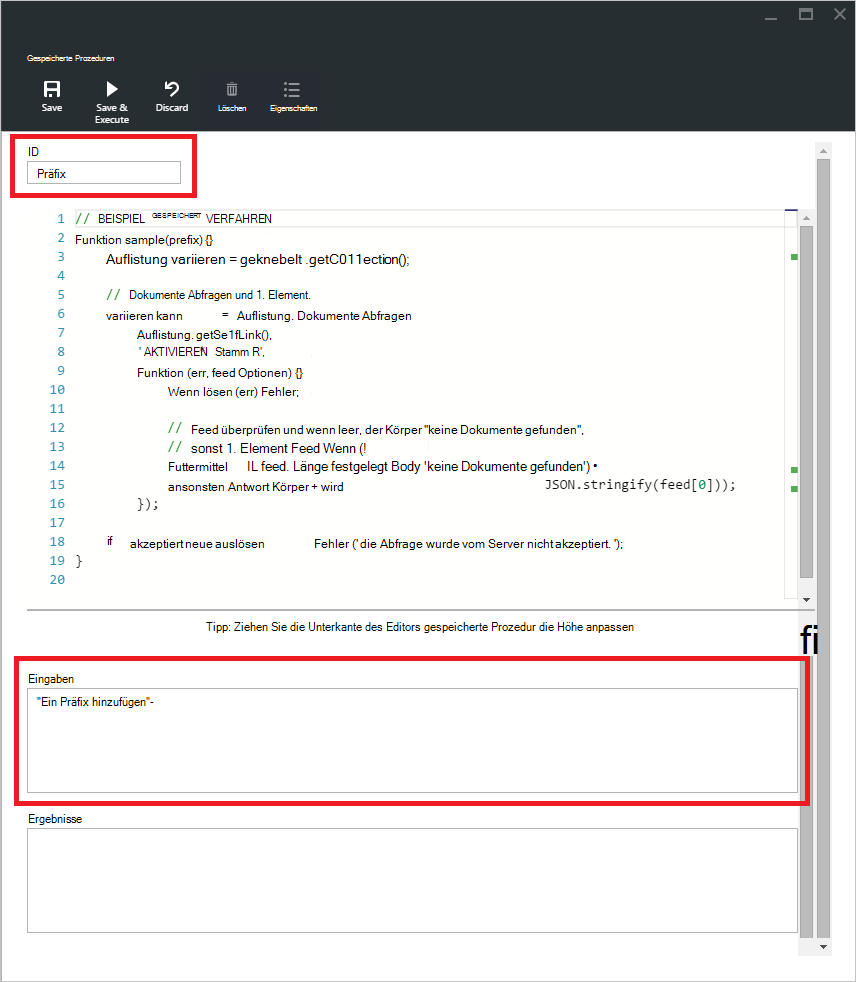 Gespeicherte Prozeduren
Save
Save & Execute
Discard
Löschen
Eigenschaften
ID
Präfix
1 // BEISPIEL GESPEICHERT VERFAHREN
2 Funktion sample(prefix) {}
3 Auflistung variieren = geknebelt .getC011ection();
4
5 // Dokumente Abfragen und 1. Element.
6 variieren kann = Auflistung. Dokumente Abfragen
7 Auflistung. getSe1fLink(),
8 ' AKTIVIEREN Stamm R',
9 Funktion (err, feed Optionen) {}
10 Wenn lösen (err) Fehler;
11
12 // Feed überprüfen und wenn leer, der Körper "keine Dokumente gefunden",
13 // sonst 1. Element Feed Wenn (!
14 Futtermittel IL feed. Länge festgelegt Body 'keine Dokumente gefunden') •
15 ansonsten Antwort Körper + wird JSON.stringify(feed[0]));
16 });
17
18 if akzeptiert neue auslösen Fehler (' die Abfrage wurde vom Server nicht akzeptiert. ');
19 }
20
Tipp: Ziehen Sie die Unterkante des Editors gespeicherte Prozedur die Höhe anpassen
fi
Eingaben
"Ein Präfix hinzufügen"-
Ergebnisse